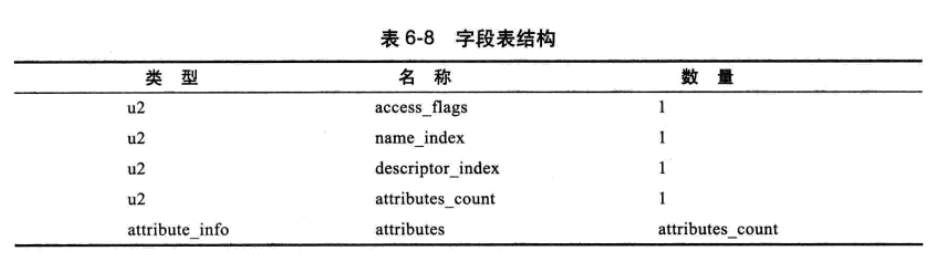 表 6-8 字段表结构
类 型 名 称 数 量
u2 access_flags 1
u2 name_index 1
u2 descriptor_index 1
u2 attributes_count 1
attribute_info attributes attributes_count